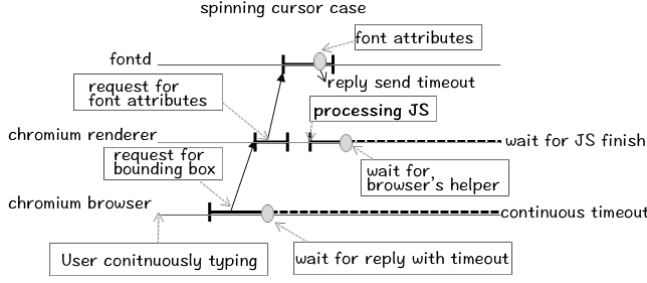 spinning cursor case
font attributes
fontd
reply send timeout
request for
font attributes
processing JS
chromium renderer
wait for JS finish
request for
bounding box
wait for
browser's helper
chromium browser
continuous timeout
User conitnuously typing
wait for reply with timeout